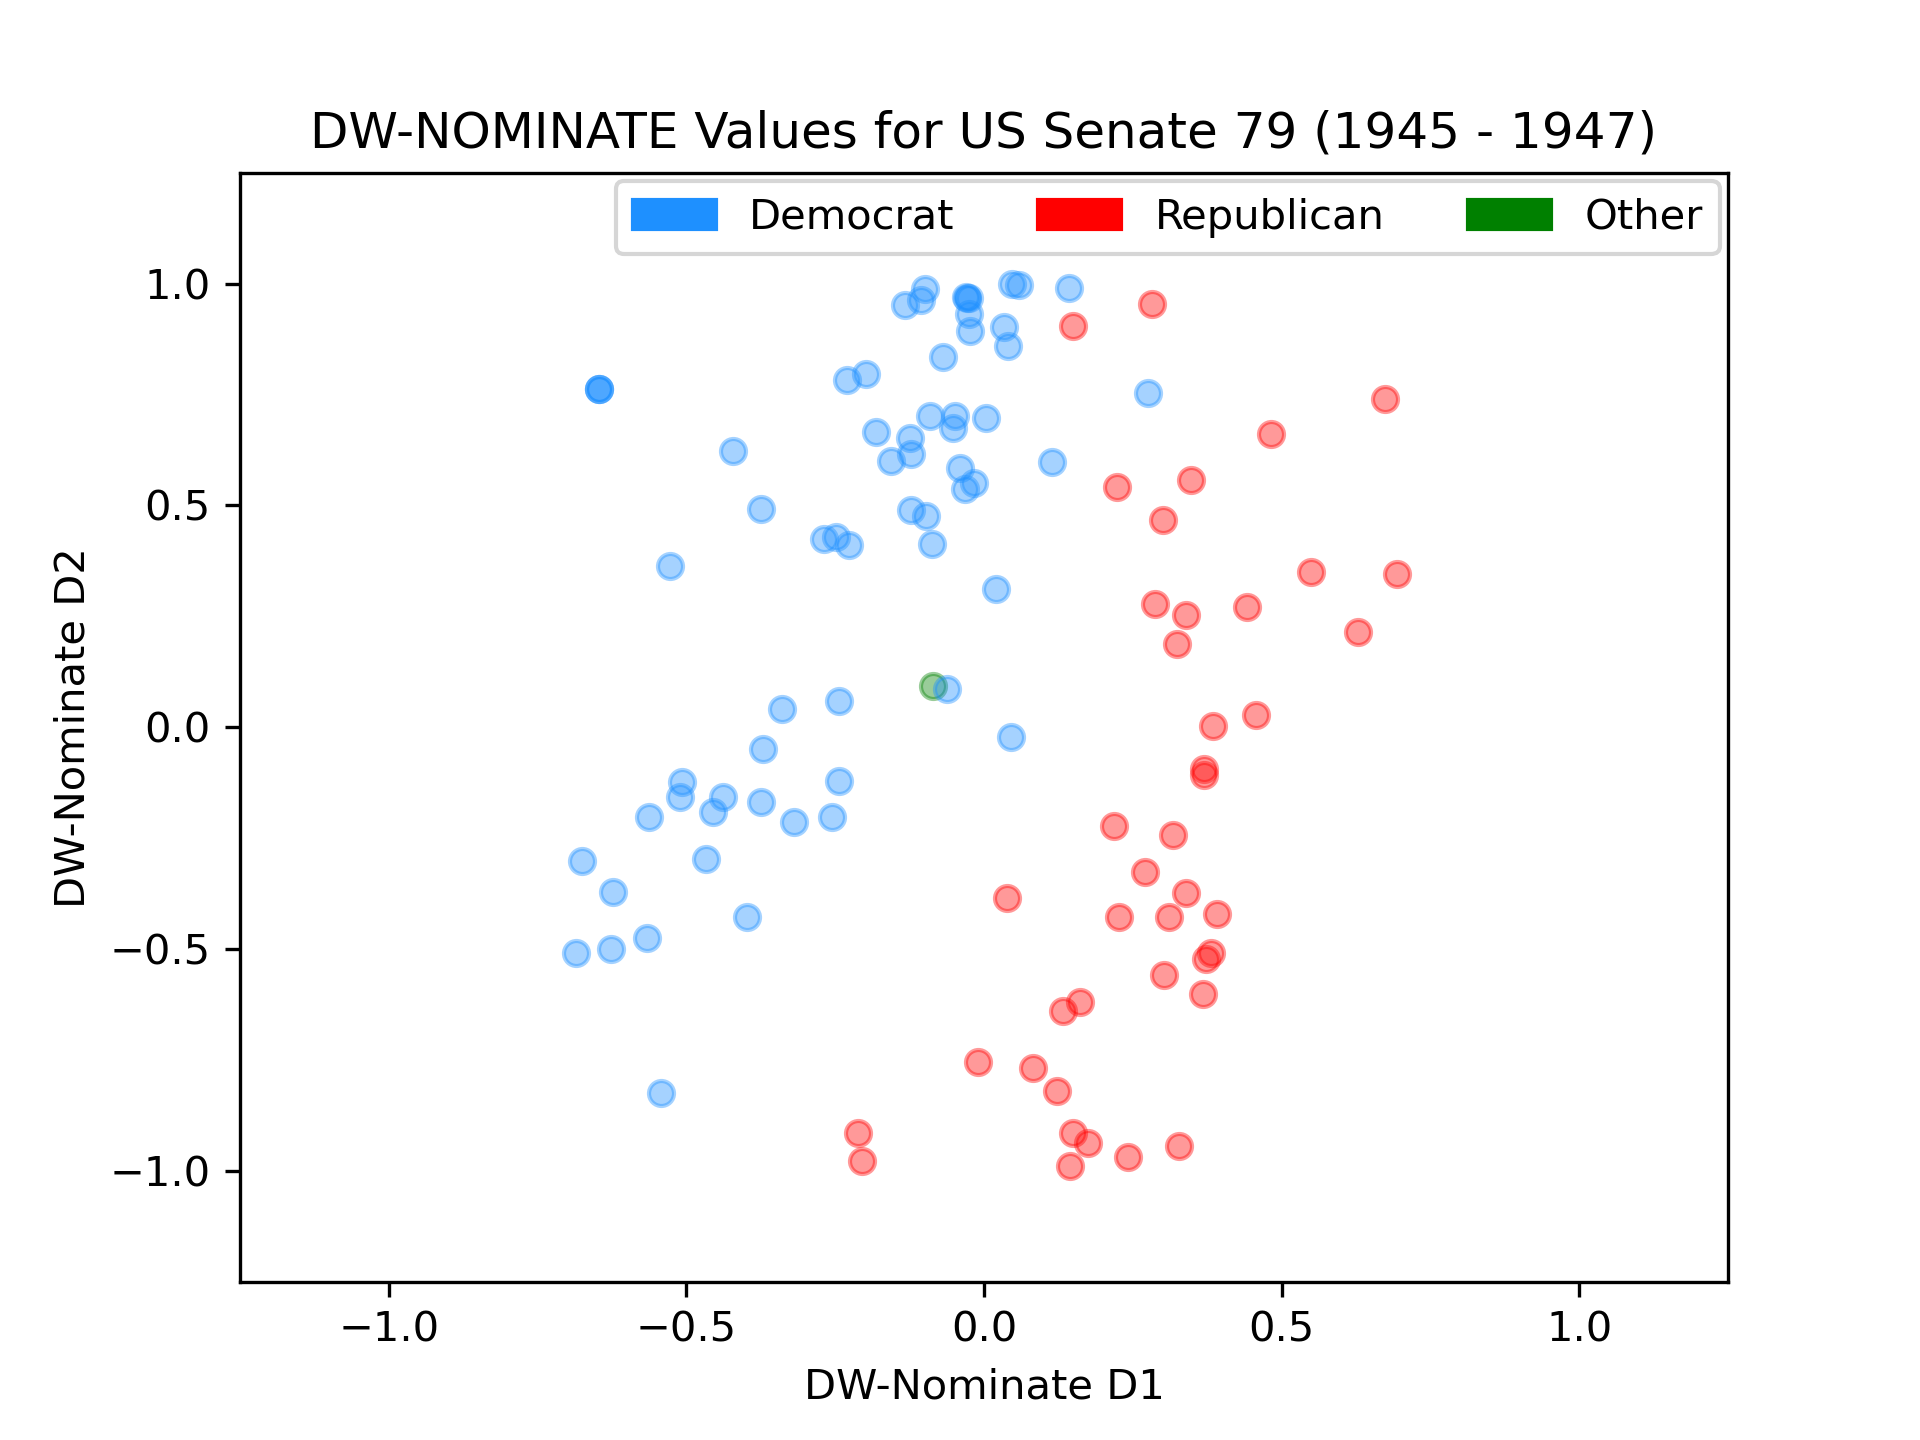 DW-NOMINATE Values for US Senate 79 (1945 - 1947)
Democrat Republican Other
1.0
0.5
0.0
−0.5
−1.0
DW-Nominate D2
−1.0 −0.5 0.0 0.5 1.0
DW-Nominate D1